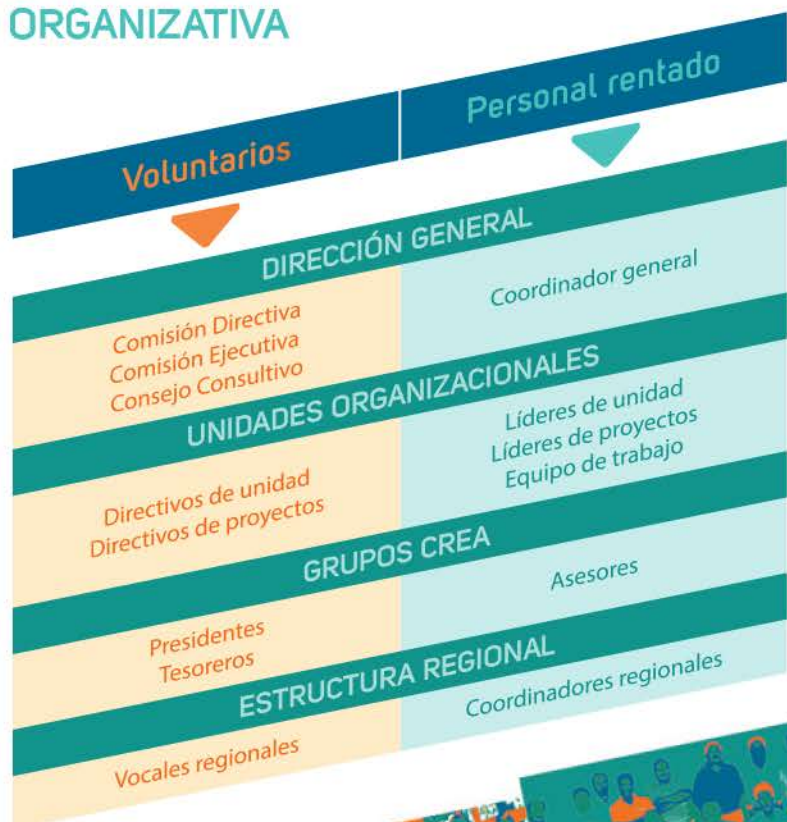 ORGANIZATIVA
Voluntarios
Personal rentado
DIRECCIÓN GENERAL
Comisión Directiva
Comisión Ejecutiva
Consejo Consultivo
Coordinador general
UNIDADES ORGANIZACIONALES
Directivos de unidad
Directivos de proyectos
Líderes de unidad
Líderes de proyectos
Equipo de trabajo
GRUPOS CREA
Presidentes
Tesoreros
Asesores
ESTRUCTURA REGIONAL
Vocales regionales
Coordinadores regionales